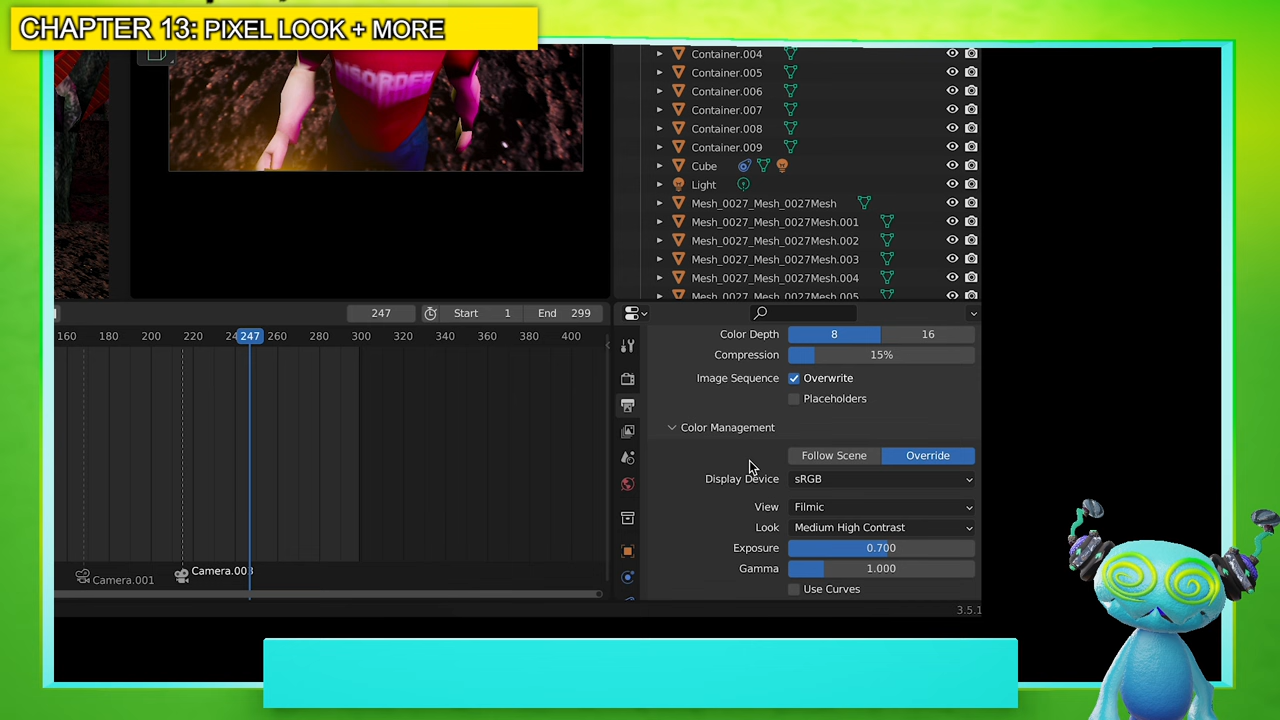 CHAPTER 13: PIXEL LOOK + MORE
DISORDER
Container.004
Container.005
Container.006
Container.007
Container.008
Container.009
Cube
Light
Mesh_0027_Mesh_0027Mesh
Mesh_0027_Mesh_0027Mesh.001
Mesh_0027_Mesh_0027Mesh.002
Mesh_0027_Mesh_0027Mesh.003
Mesh_0027_Mesh_0027Mesh.004
Mesh_0027_Mesh_0027Mesh.005
247 Start 1 End 299
160 180 200 220 247 260 280 300 320 340 360 380 400
Camera.001
Camera.003
Color Depth 8 16
Compression 15%
Image Sequence Overwrite
Placeholders
Color Management
Follow Scene Override
Display Device sRGB
View Filmic
Look Medium High Contrast
Exposure 0.700
Gamma 1.000
Use Curves
3.5.1